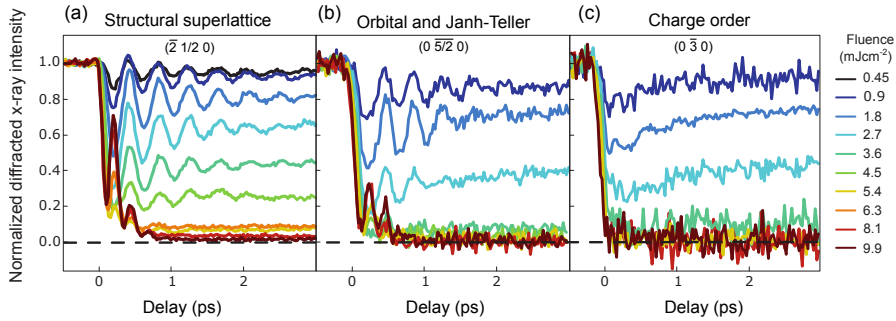 (a) Structural superlattice
(b) Orbital and Janh-Teller
(c) Charge order
(2̅ 1/2 0)
(0 5̅/̅2̅ 0)
(0 3̅ 0)
Normalized diffracted x-ray intensity
1.0
0.8
0.6
0.4
0.2
0.0
0 1 2
0 1 2
0 1 2
Delay (ps)
Delay (ps)
Delay (ps)
Fluence
(mJcm⁻²)
0.45
0.9
1.8
2.7
3.6
4.5
5.4
6.3
8.1
9.9